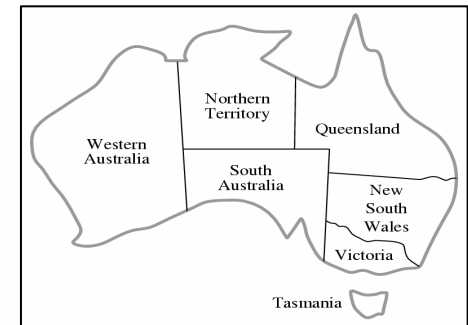 Northern
Territory
Western
Australia
Queensland
South
Australia
New
South
Wales
Victoria
Tasmania